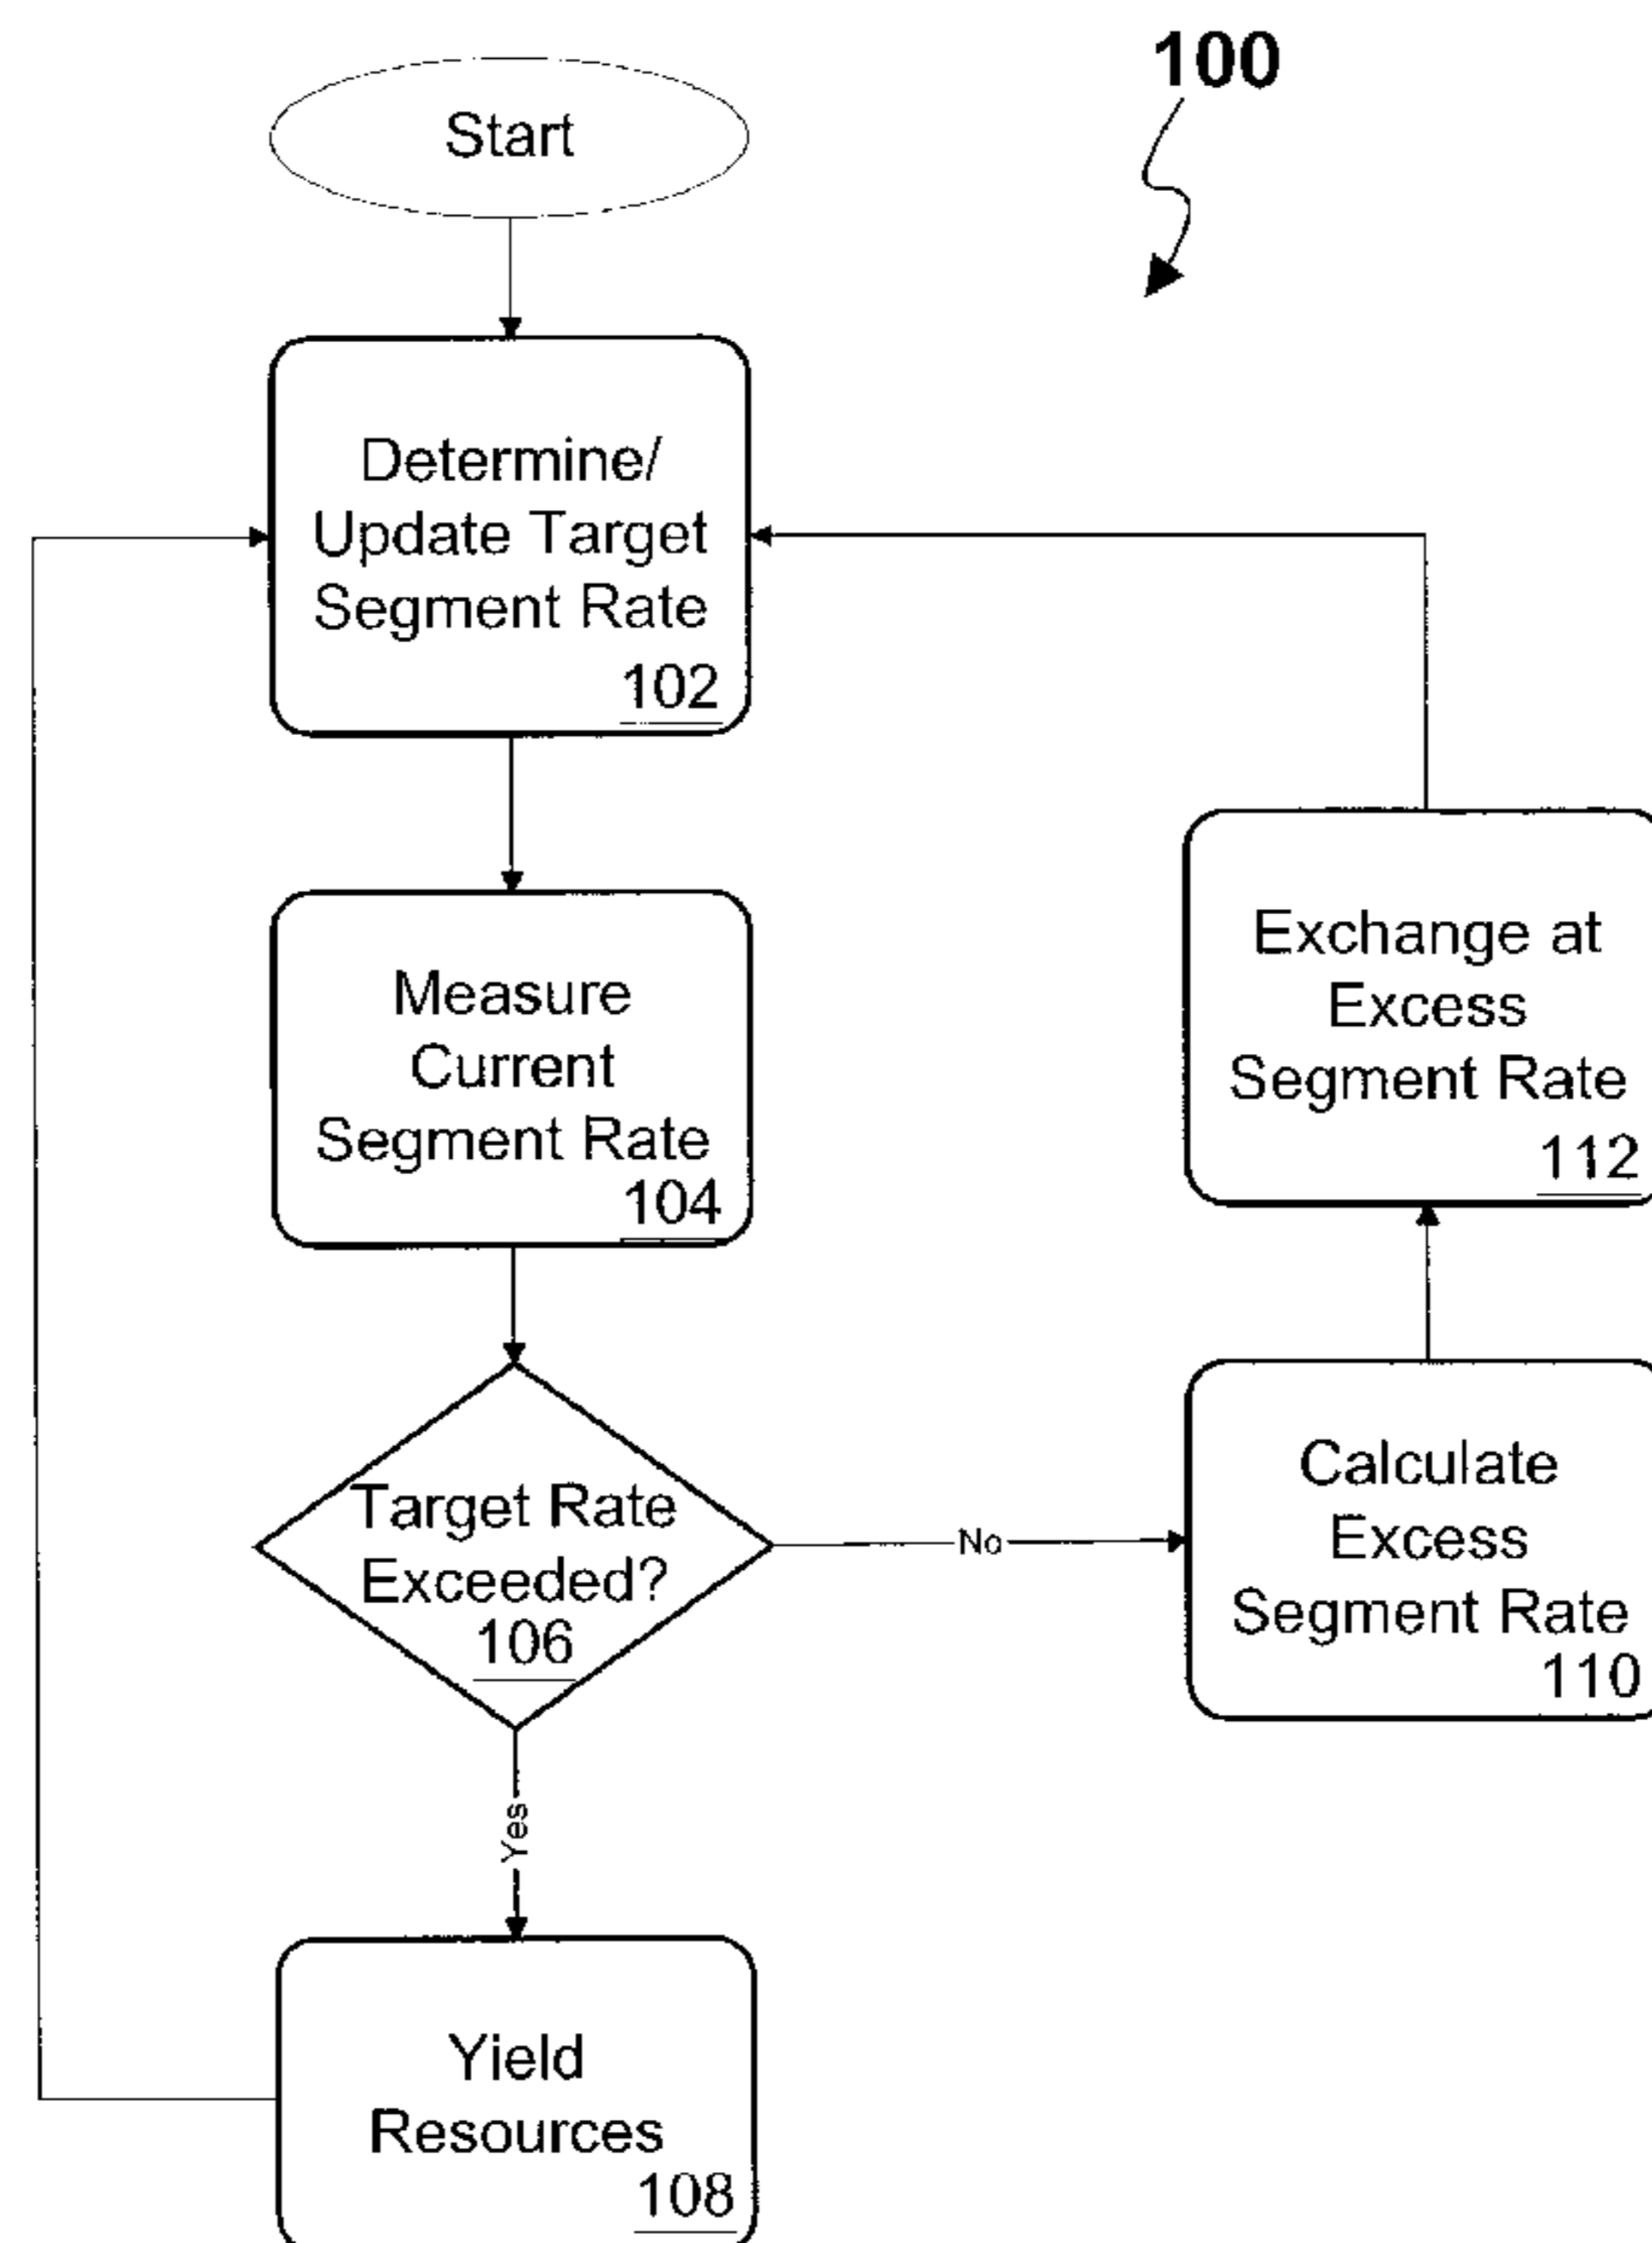 100
Start
Determine/
Update Target
Segment Rate
102
Measure
Current
Segment Rate
104
Target Rate
Exceeded?
106
No
Yes
Yield
Resources
108
Exchange at
Excess
Segment Rate
112
Calculate
Excess
Segment Rate
110